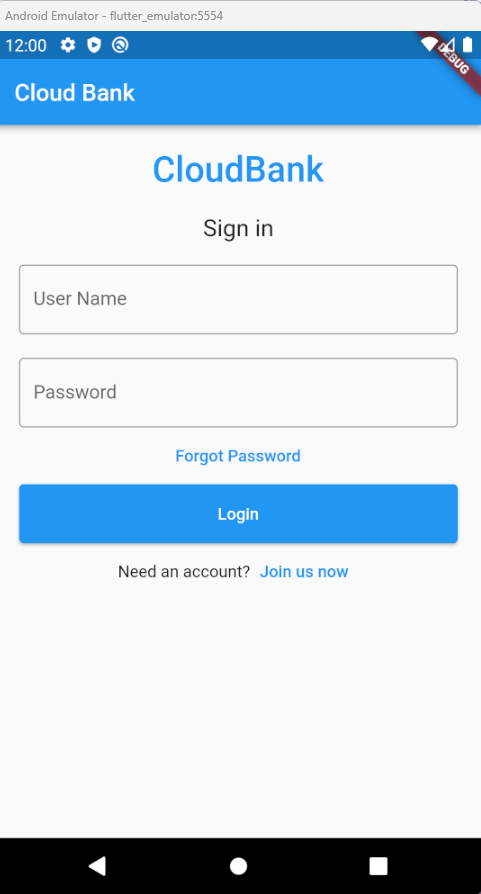 Android Emulator - flutter_emulator:5554
12:00
DEBUG
Cloud Bank
CloudBank
Sign in
User Name
Password
Forgot Password
Login
Need an account? Join us now